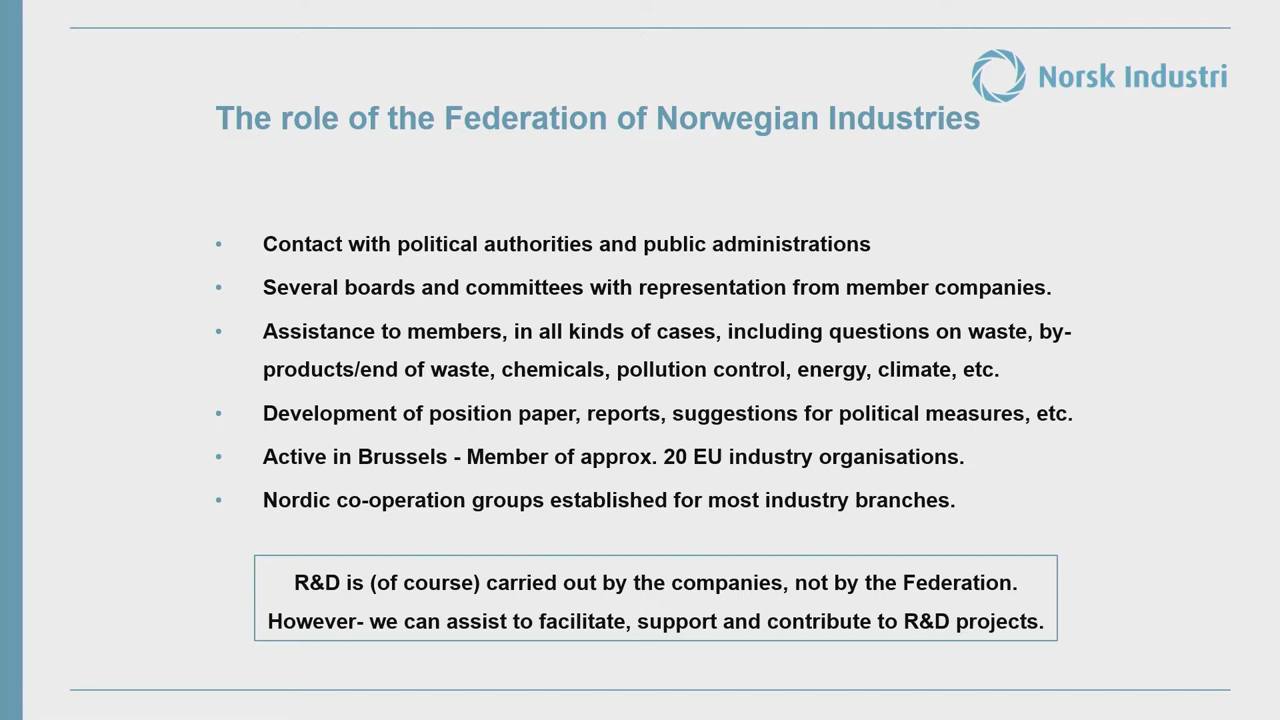 Norsk Industri
The role of the Federation of Norwegian Industries
• Contact with political authorities and public administrations
• Several boards and committees with representation from member companies.
• Assistance to members, in all kinds of cases, including questions on waste, by-
products/end of waste, chemicals, pollution control, energy, climate, etc.
• Development of position paper, reports, suggestions for political measures, etc.
• Active in Brussels - Member of approx. 20 EU industry organisations.
• Nordic co-operation groups established for most industry branches.
R&D is (of course) carried out by the companies, not by the Federation.
However- we can assist to facilitate, support and contribute to R&D projects.